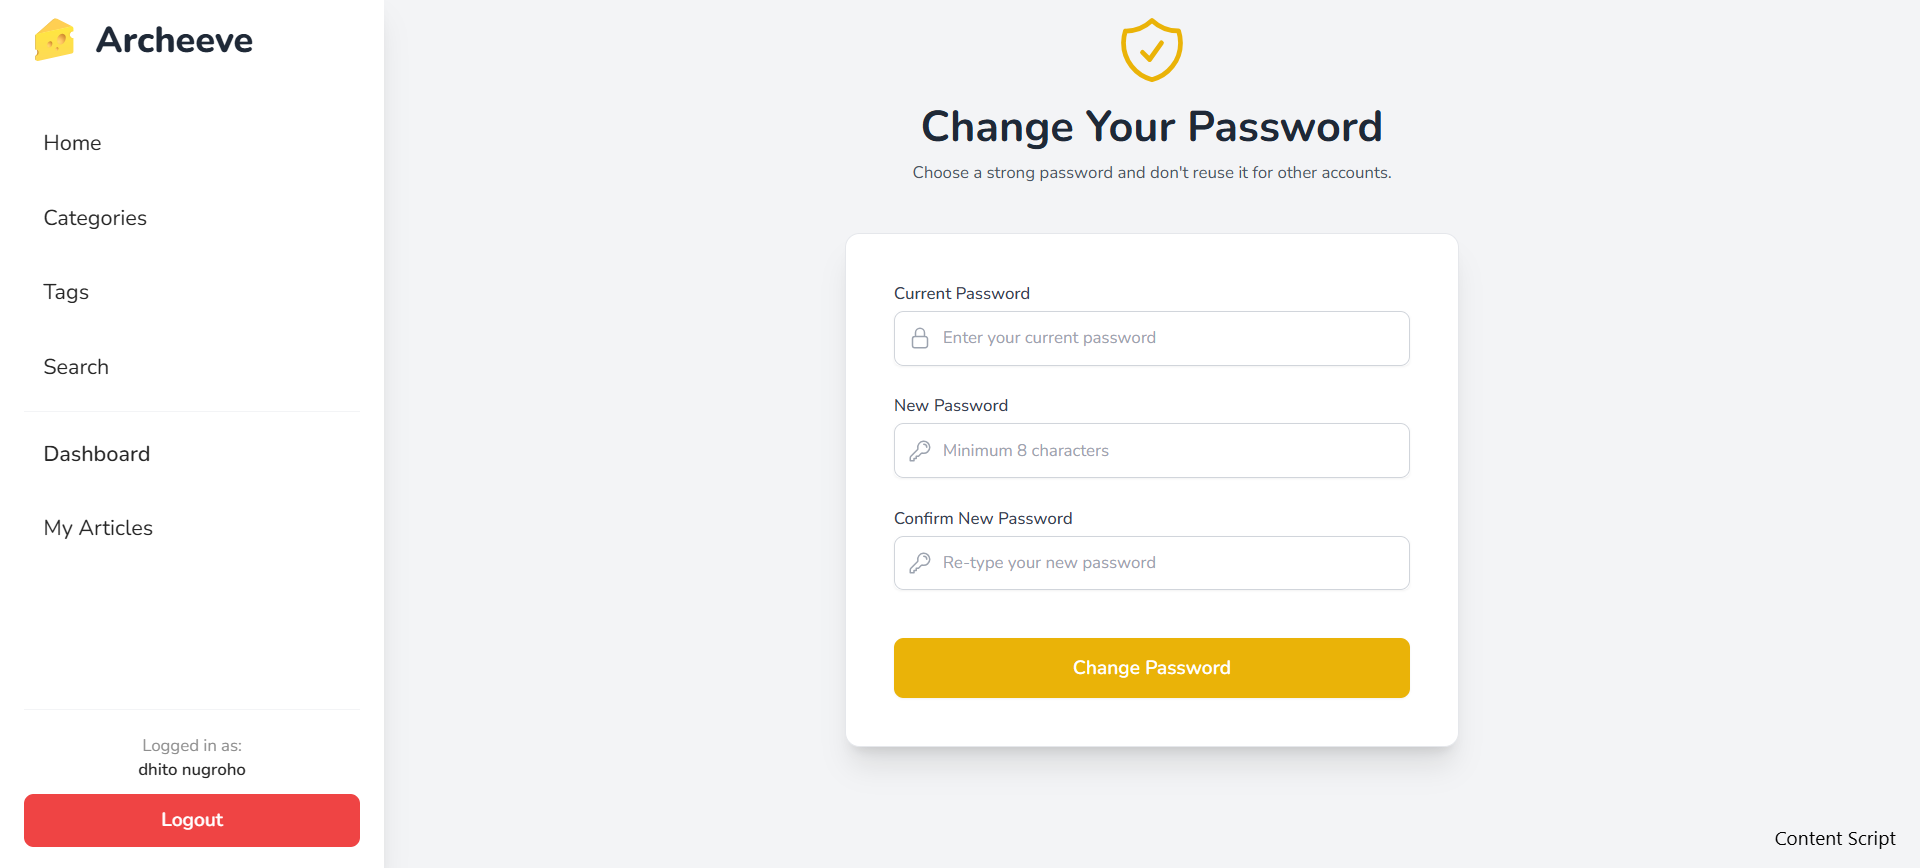 Archeeve
Home
Categories
Tags
Search
Dashboard
My Articles
Logged in as:
dhito nugroho
Logout
Change Your Password
Choose a strong password and don't reuse it for other accounts.
Current Password
Enter your current password
New Password
Minimum 8 characters
Confirm New Password
Re-type your new password
Change Password
Content Script